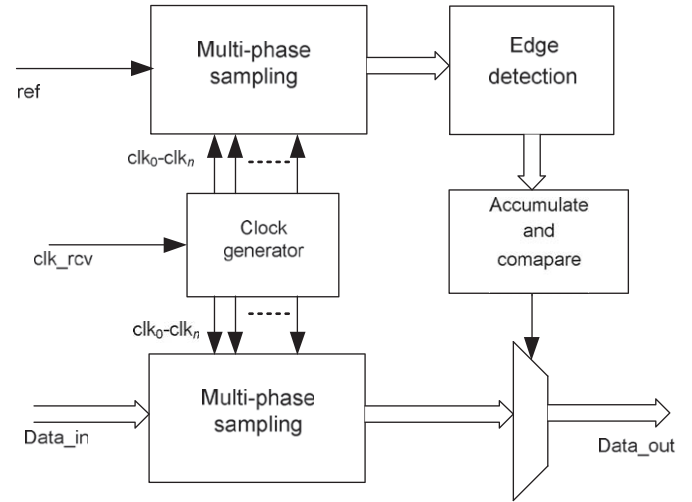 Multi-phase
sampling
Edge
detection
ref
clk0-clkn
Clock
generator
clk_rcv
Accumulate
and
comapare
clk0-clkn
Multi-phase
sampling
Data_in
Data_out